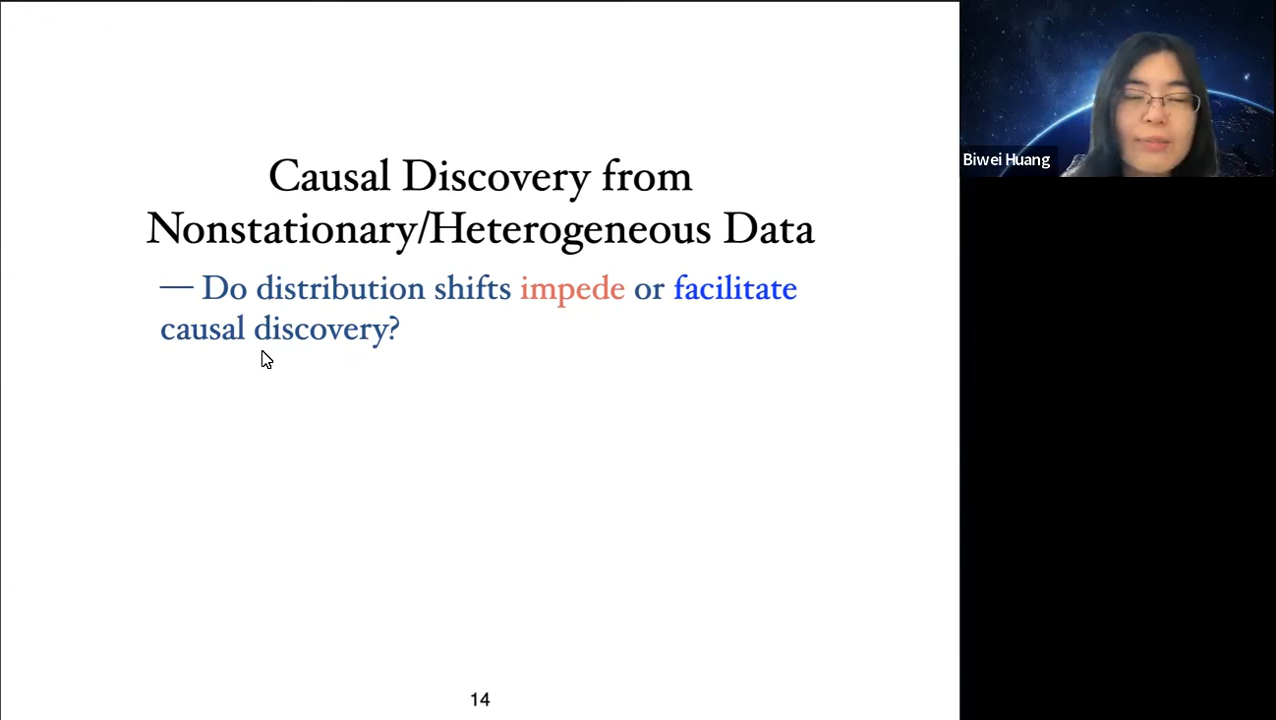 Causal Discovery from
Nonstationary/Heterogeneous Data
— Do distribution shifts impede or facilitate
causal discovery?
14
Biwei Huang